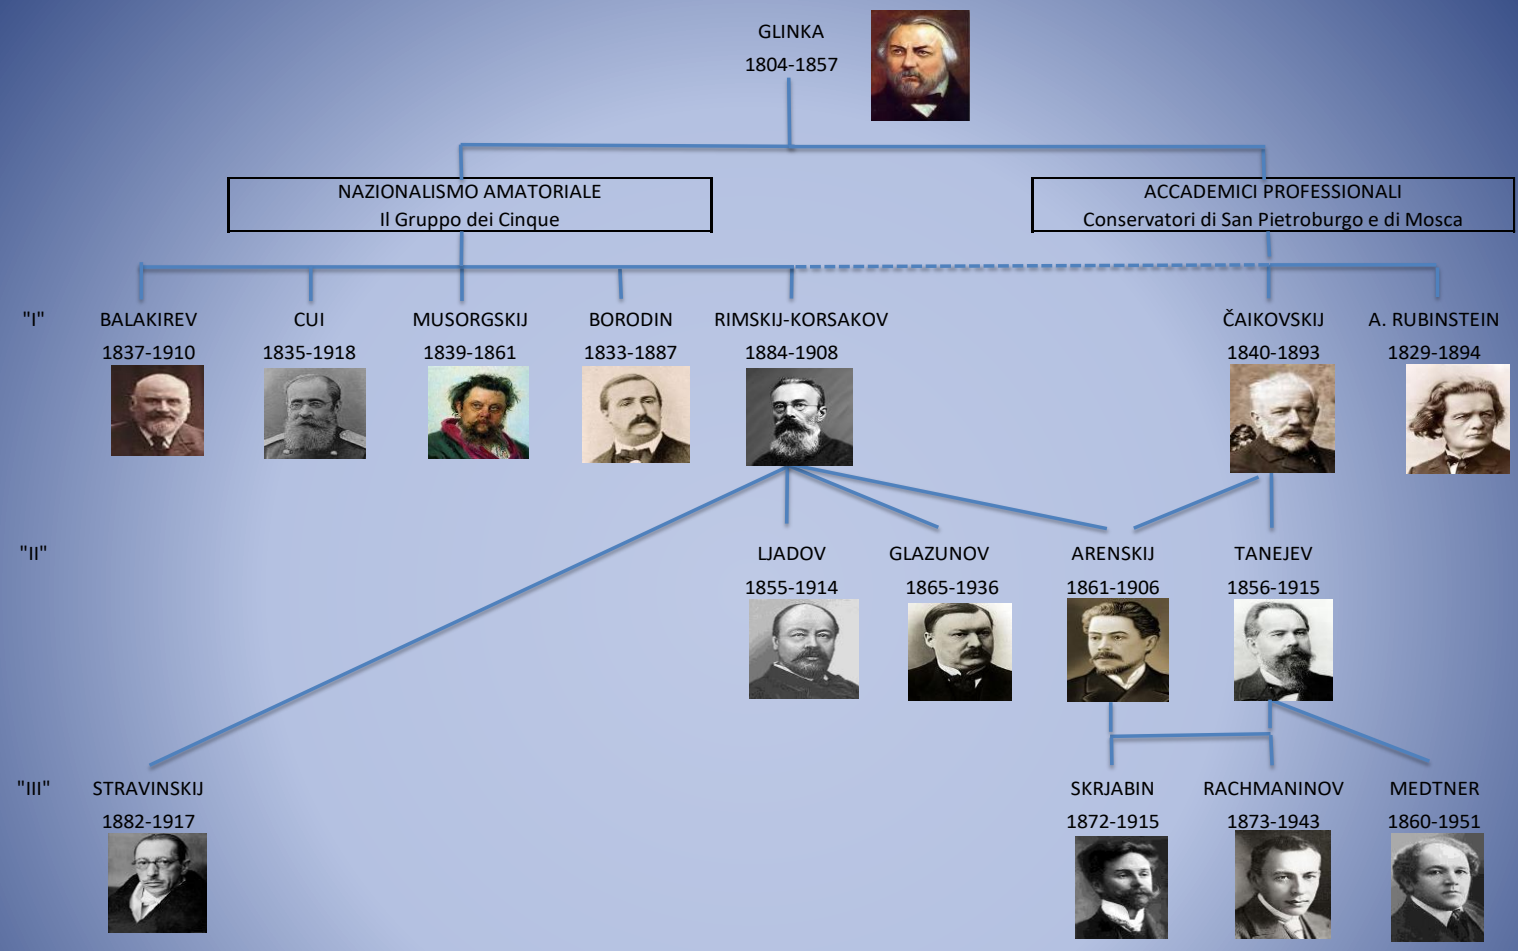 GLINKA
1804-1857
NAZIONALISMO AMATORIALE
Il Gruppo dei Cinque
ACCADEMICI PROFESSIONALI
Conservatori di San Pietroburgo e di Mosca
"I"
BALAKIREV
1837-1910
CUI
1835-1918
MUSORGSKIJ
1839-1861
BORODIN
1833-1887
RIMSKIJ-KORSAKOV
1884-1908
ČAIKOVSKIJ
1840-1893
A. RUBINSTEIN
1829-1894
"II"
LJADOV
1855-1914
GLAZUNOV
1865-1936
ARENSKIJ
1861-1906
TANEJEV
1856-1915
"III"
STRAVINSKIJ
1882-1917
SKRJABIN
1872-1915
RACHMANINOV
1873-1943
MEDTNER
1860-1951